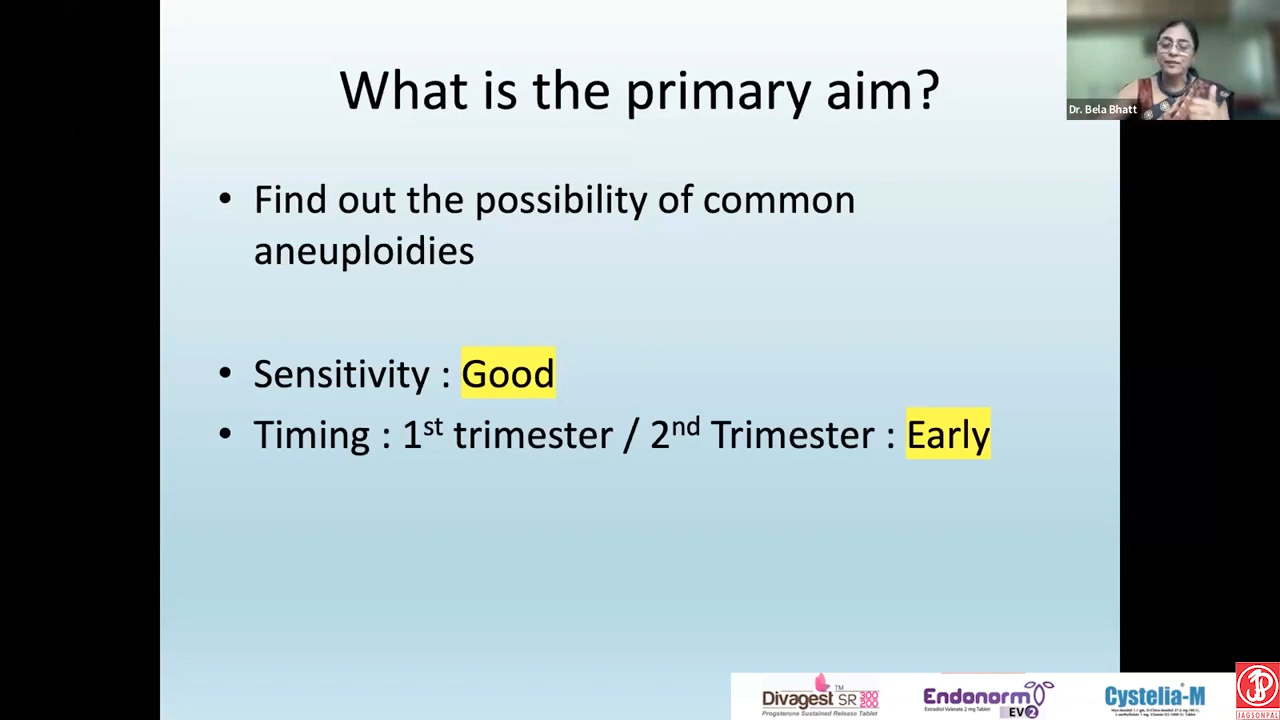 What is the primary aim?
Dr. Bela Bhatt
• Find out the possibility of common
aneuploidies
• Sensitivity : Good
• Timing : 1st trimester / 2nd Trimester : Early
Divagest SR 300 200
TM
Progsterone Sustained Release Tablet
Endonorm
EV2
Estradiol Valerate 2 mg Tablet
Cystelia-M
JAGSONPAL